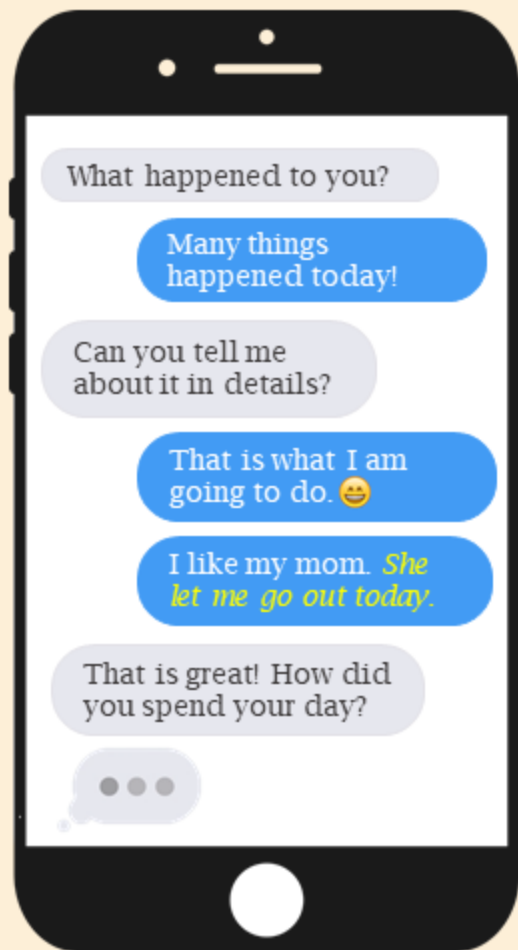 What happened to you?
Many things
happened today!
Can you tell me
about it in details?
That is what I am
going to do. 😄
I like my mom. She
let me go out today.
That is great! How did
you spend your day?